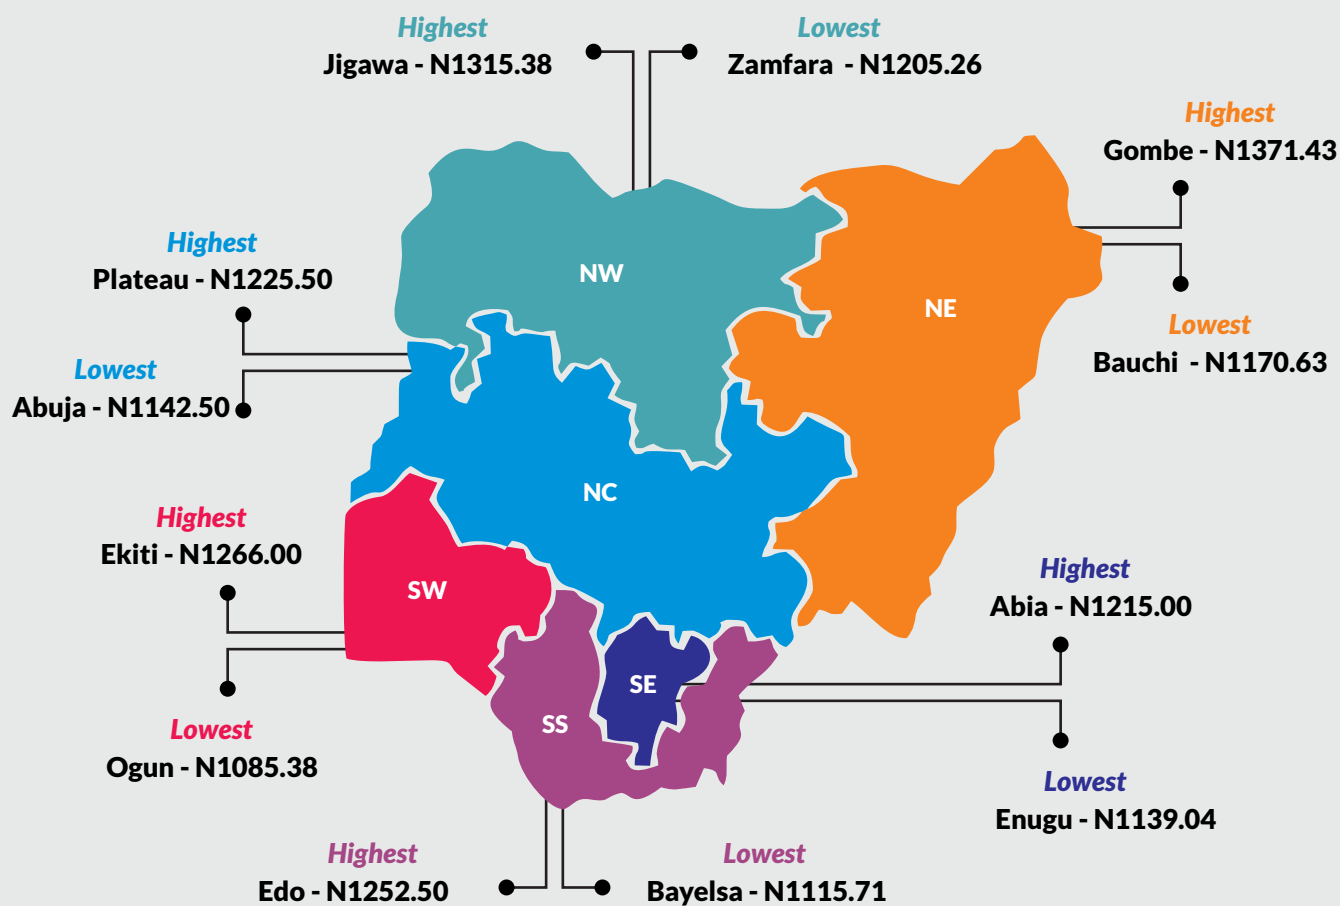 Highest
Jigawa - N1315.38
Lowest
Zamfara - N1205.26
Highest
Gombe - N1371.43
Lowest
Bauchi - N1170.63
Highest
Plateau - N1225.50
Lowest
Abuja - N1142.50
NW
NE
NC
Highest
Ekiti - N1266.00
SW
Lowest
Ogun - N1085.38
SE
SS
Highest
Abia - N1215.00
Lowest
Enugu - N1139.04
Highest
Edo - N1252.50
Lowest
Bayelsa - N1115.71